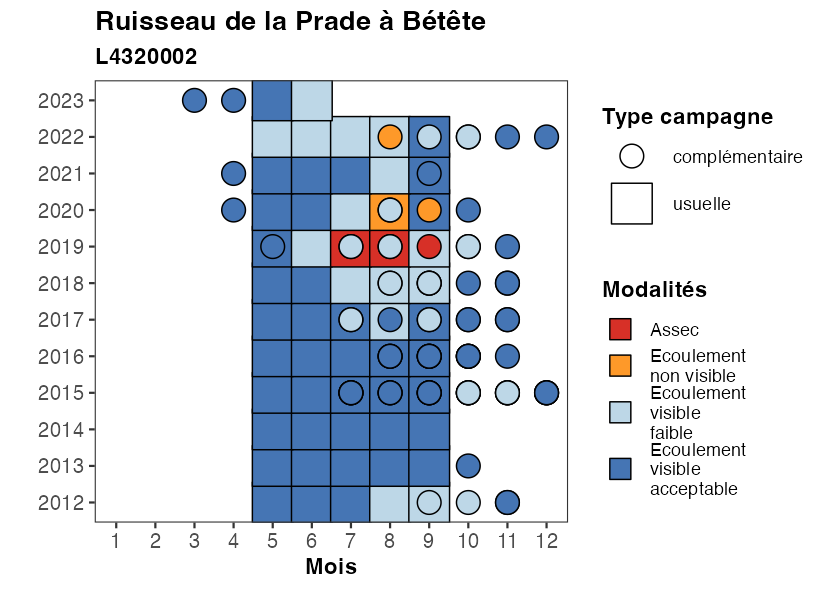 Ruisseau de la Prade à Bétête
L4320002
2023
2022
2021
2020
2019
2018
2017
2016
2015
2014
2013
2012
1 2 3 4 5 6 7 8 9 10 11 12
Mois
Type campagne
complémentaire
usuelle
Modalités
Assec
Ecoulement
non visible
Ecoulement
visible
faible
Ecoulement
visible
acceptable